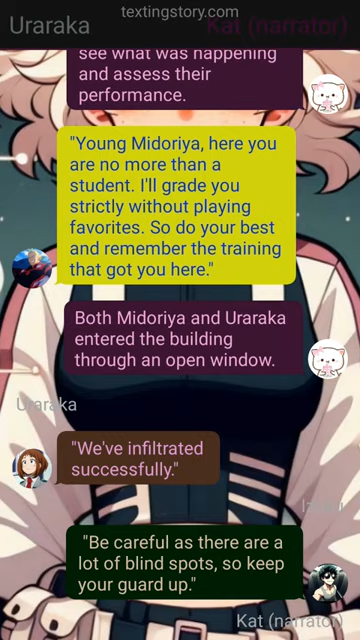 textingstory.com
Uraraka
Kat (narrator)
see what was happening
and assess their
performance.
"Young Midoriya, here you
are no more than a
student. I'll grade you
strictly without playing
favorites. So do your best
and remember the training
that got you here."
Both Midoriya and Uraraka
entered the building
through an open window.
Uraraka
"We've infiltrated
successfully."
"Be careful as there are a
lot of blind spots, so keep
your guard up."
Kat (narrator)